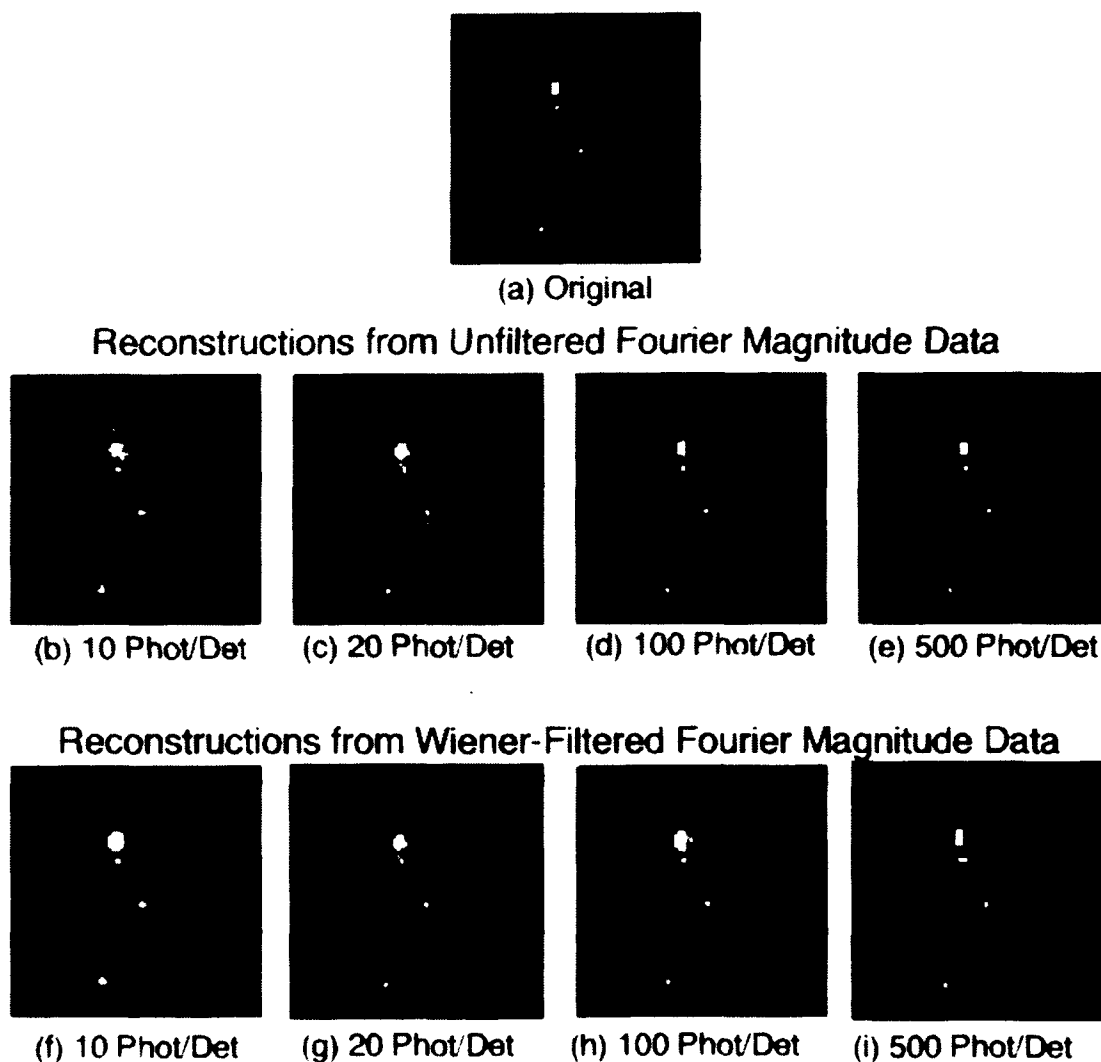 (a) Original
Reconstructions from Unfiltered Fourier Magnitude Data
(b) 10 Phot/Det (c) 20 Phot/Det (d) 100 Phot/Det (e) 500 Phot/Det
Reconstructions from Wiener-Filtered Fourier Magnitude Data
(f) 10 Phot/Det (g) 20 Phot/Det (h) 100 Phot/Det (i) 500 Phot/Det